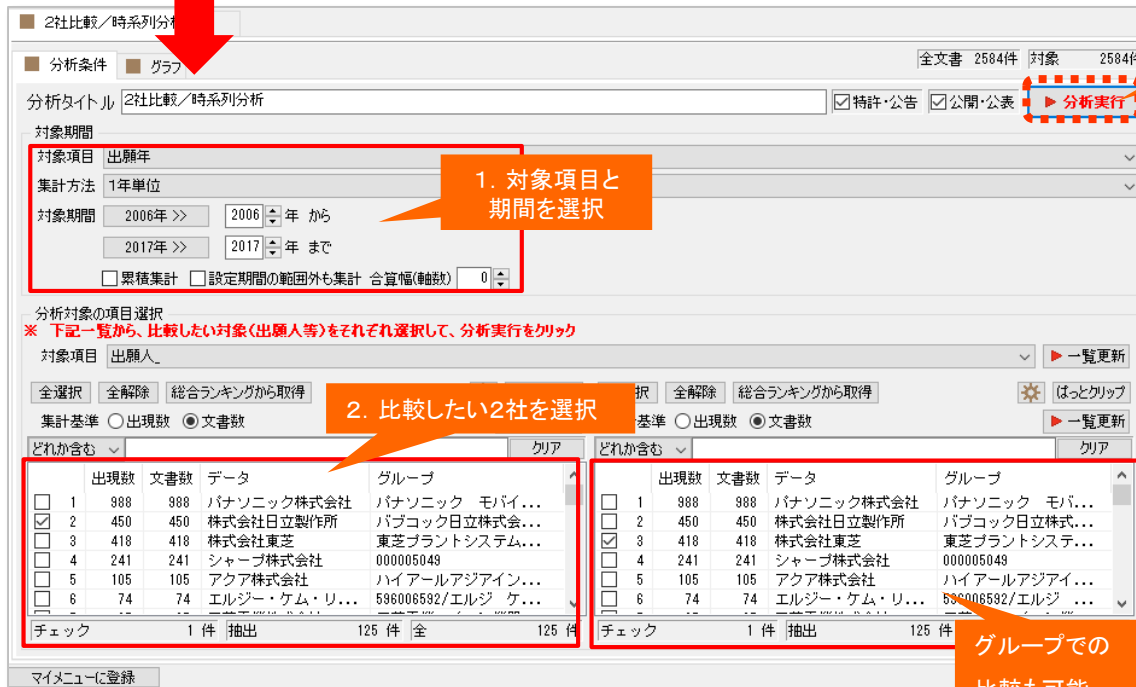 2社比較／時系列分析
分析条件 グラフ 全文書 2584件 対象 2584件
分析タイトル 2社比較／時系列分析 特許・公告 公開・公表 ▶ 分析実行
対象期間
対象項目 出願年
集計方法 1年単位
対象期間 2006年 >> 2006 年 から
2017年 >> 2017 年 まで
累積集計 設定期間の範囲外も集計 合算幅(軸数) 0
1．対象項目と
期間を選択
分析対象の項目選択
※ 下記一覧から、比較したい対象（出願人等）をそれぞれ選択して、分析実行をクリック
対象項目 出願人_ ▶ 一覧更新
全選択 全解除 総合ランキングから取得 択 全解除 総合ランキングから取得 ぱっとクリップ
集計基準 出現数 文書数 基準 出現数 文書数 ▶ 一覧更新
2．比較したい2社を選択
どれか含む クリア どれか含む クリア
出現数 文書数 データ グループ 出現数 文書数 データ グループ
1 988 988 パナソニック株式会社 パナソニック モバイ... 1 988 988 パナソニック株式会社 パナソニック モバ...
2 450 450 株式会社日立製作所 バブコック日立株式会... 2 450 450 株式会社日立製作所 バブコック日立株式...
3 418 418 株式会社東芝 東芝プラントシステム... 3 418 418 株式会社東芝 東芝プラントシステ...
4 241 241 シャープ株式会社 000005049 4 241 241 シャープ株式会社 000005049
5 105 105 アクア株式会社 ハイアールアジアイン... 5 105 105 アクア株式会社 ハイアールアジアイ...
6 74 74 エルジー・ケム・リ... 596006592/エルジ ケ... 6 74 74 エルジー・ケム・リ... 596006592/エルジ ...
チェック 1 件 抽出 125 件 全 125 件 チェック 1 件 抽出 125 件
グループでの
比較も可能
マイメニューに登録